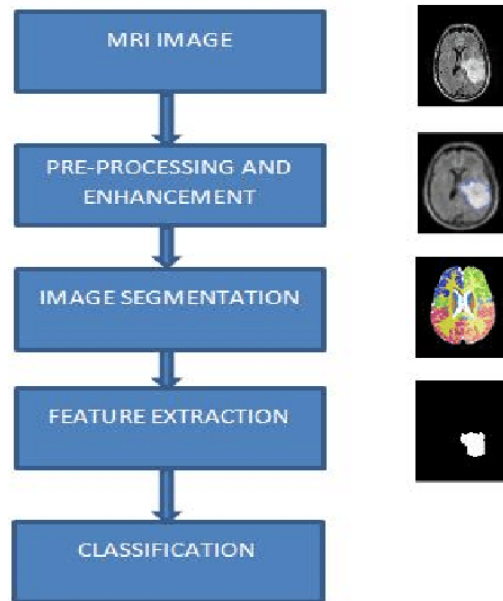 MRI IMAGE
PRE-PROCESSING AND
ENHANCEMENT
IMAGE SEGMENTATION
FEATURE EXTRACTION
CLASSIFICATION